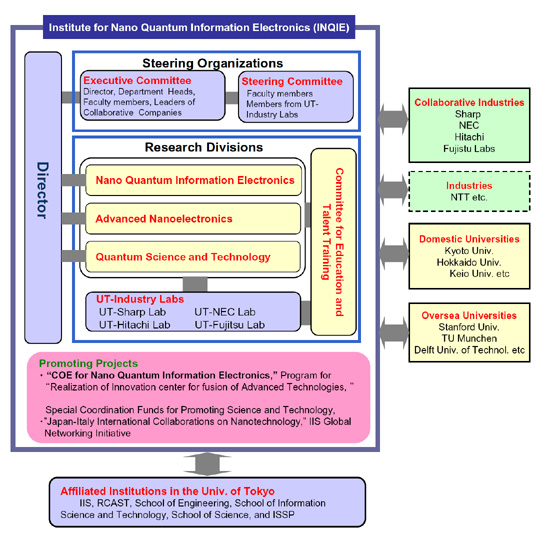 Institute for Nano Quantum Information Electronics (INQIE)
Director
Steering Organizations
Executive Committee
Director, Department Heads,
Faculty members, Leaders of
Collaborative Companies
Steering Committee
Faculty members
Members from UT-
Industry Labs
Research Divisions
Nano Quantum Information Electronics
Advanced Nanoelectronics
Quantum Science and Technology
Committee for Education and
Talent Training
UT-Industry Labs
UT-Sharp Lab UT-NEC Lab
UT-Hitachi Lab UT-Fujitsu Lab
Promoting Projects
・ “COE for Nano Quantum Information Electronics,” Program for
“Realization of Innovation center for fusion of Advanced Technologies, ”
Special Coordination Funds for Promoting Science and Technology,
・"Japan-Italy International Collaborations on Nanotechnology," IIS Global
Networking Initiative
Collaborative Industries
Sharp
NEC
Hitachi
Fujistu Labs
Industries
NTT etc.
Domestic Universities
Kyoto Univ.
Hokkaido Univ.
Keio Univ. etc
Oversea Universities
Stanford Univ.
TU Munchen
Delft Univ. of Technol. etc
Affiliated Institutions in the Univ. of Tokyo
IIS, RCAST, School of Engineering, School of Information
Science and Technology, School of Science, and ISSP